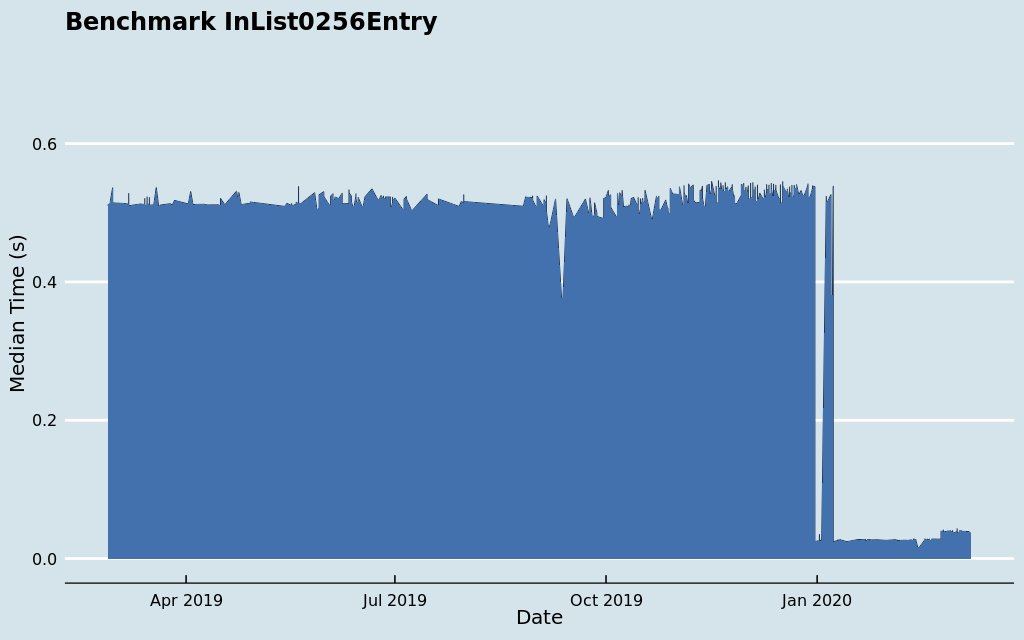 Benchmark InList0256Entry
Median Time (s)
0.6
0.4
0.2
0.0
Apr 2019
Jul 2019
Oct 2019
Jan 2020
Date